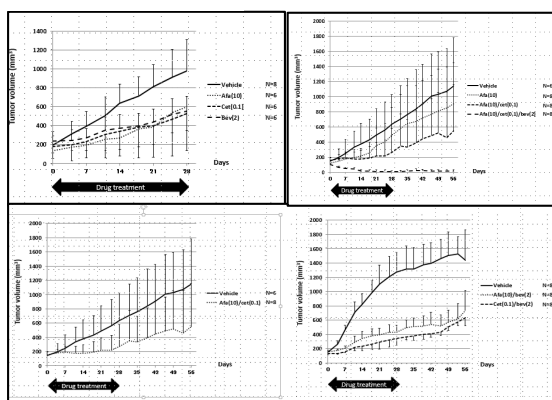 Tumor volume (mm³)
1400
1200
1000
800
600
400
200
0
0 7 14 21 28
Days
Drug treatment
Vehicle N=8
Afa(10) N=6
Cet(0.1) N=6
Bev(2) N=6
Tumor volume (mm³)
2000
1800
1600
1400
1200
1000
800
600
400
200
0
0 7 14 21 28 35 42 49 56
Days
Drug treatment
Vehicle
Afa(10)
Afa(10)/cet(0.1)
Afa(10)/cet(0.1)/bev(2)
Tumor volume (mm³)
2000
1800
1600
1400
1200
1000
800
600
400
200
0
0 7 14 21 28 35 42 49 56
Days
Drug treatment
Vehicle N=6
Afa(10)/cet(0.1) N=8
Tumor volume (mm³)
2000
1800
1600
1400
1200
1000
800
600
400
200
0
0 7 14 21 28 35 42 49 56
Days
Drug treatment
Vehicle
Afa(10)/bev(2)
Cet(0.1)/bev(2)